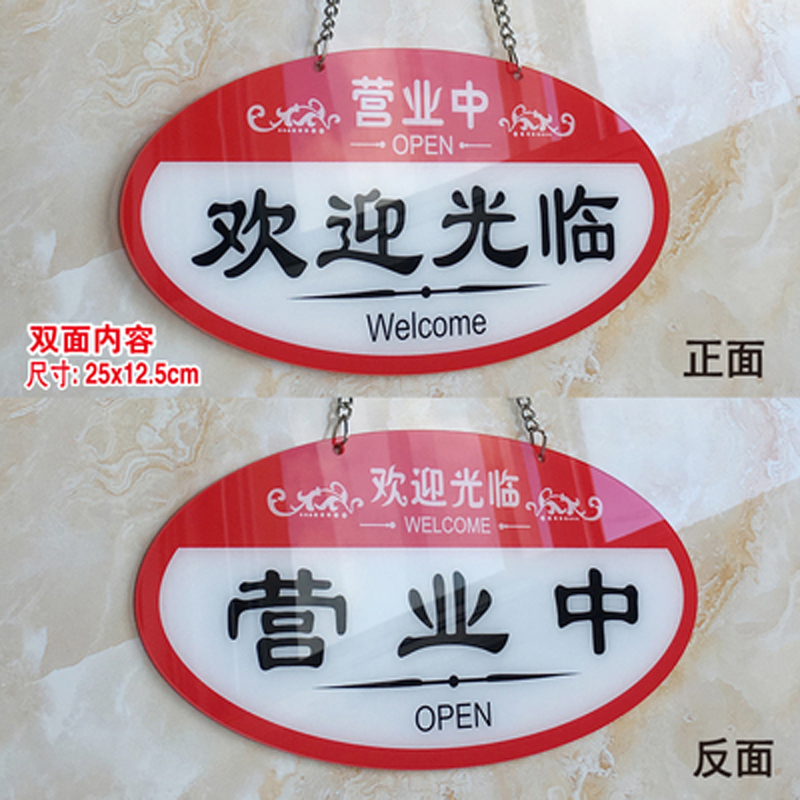 营业中
OPEN
欢迎光临
Welcome
双面内容
尺寸: 25x12.5cm
正面
欢迎光临
WELCOME
营业中
OPEN
反面